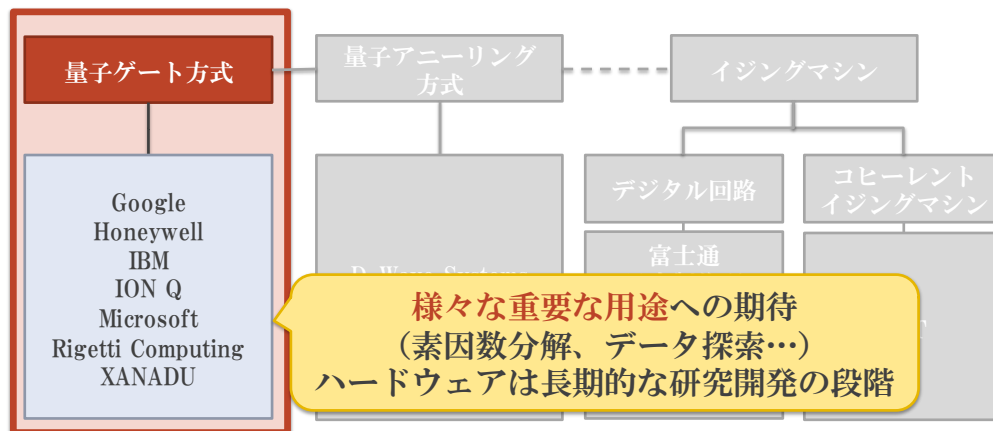 量子ゲート方式
量子アニーリング
方式
イジングマシン
デジタル回路
コヒーレント
イジングマシン
Google
Honeywell
IBM
ION Q
Microsoft
Rigetti Computing
XANADU
富士通
様々な重要な用途への期待
（素因数分解、データ探索…）
ハードウェアは長期的な研究開発の段階